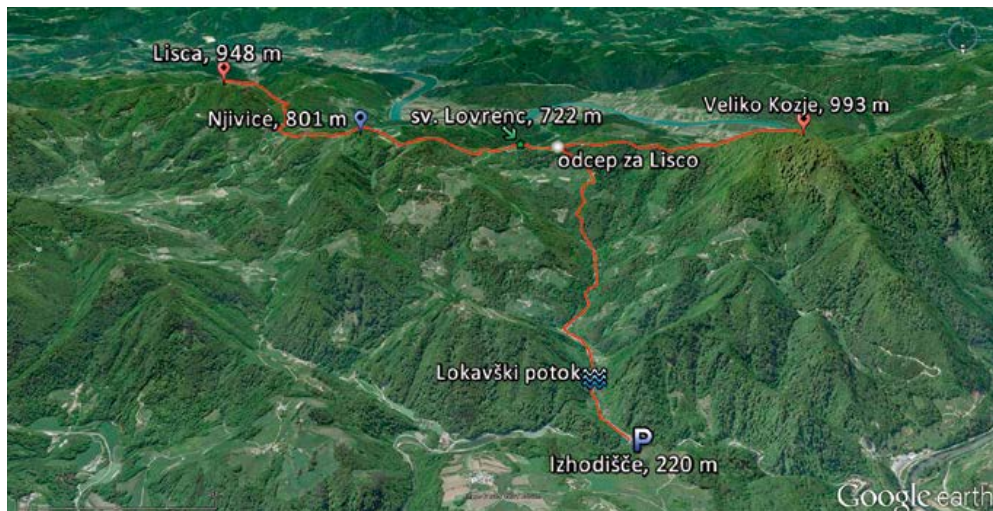 Lisca, 948 m
Njivice, 801 m
sv. Lovrenc, 722 m
Veliko Kozje, 993 m
odcep za Lisco
Lokavški potok
P
Izhodišče, 220 m
Google earth